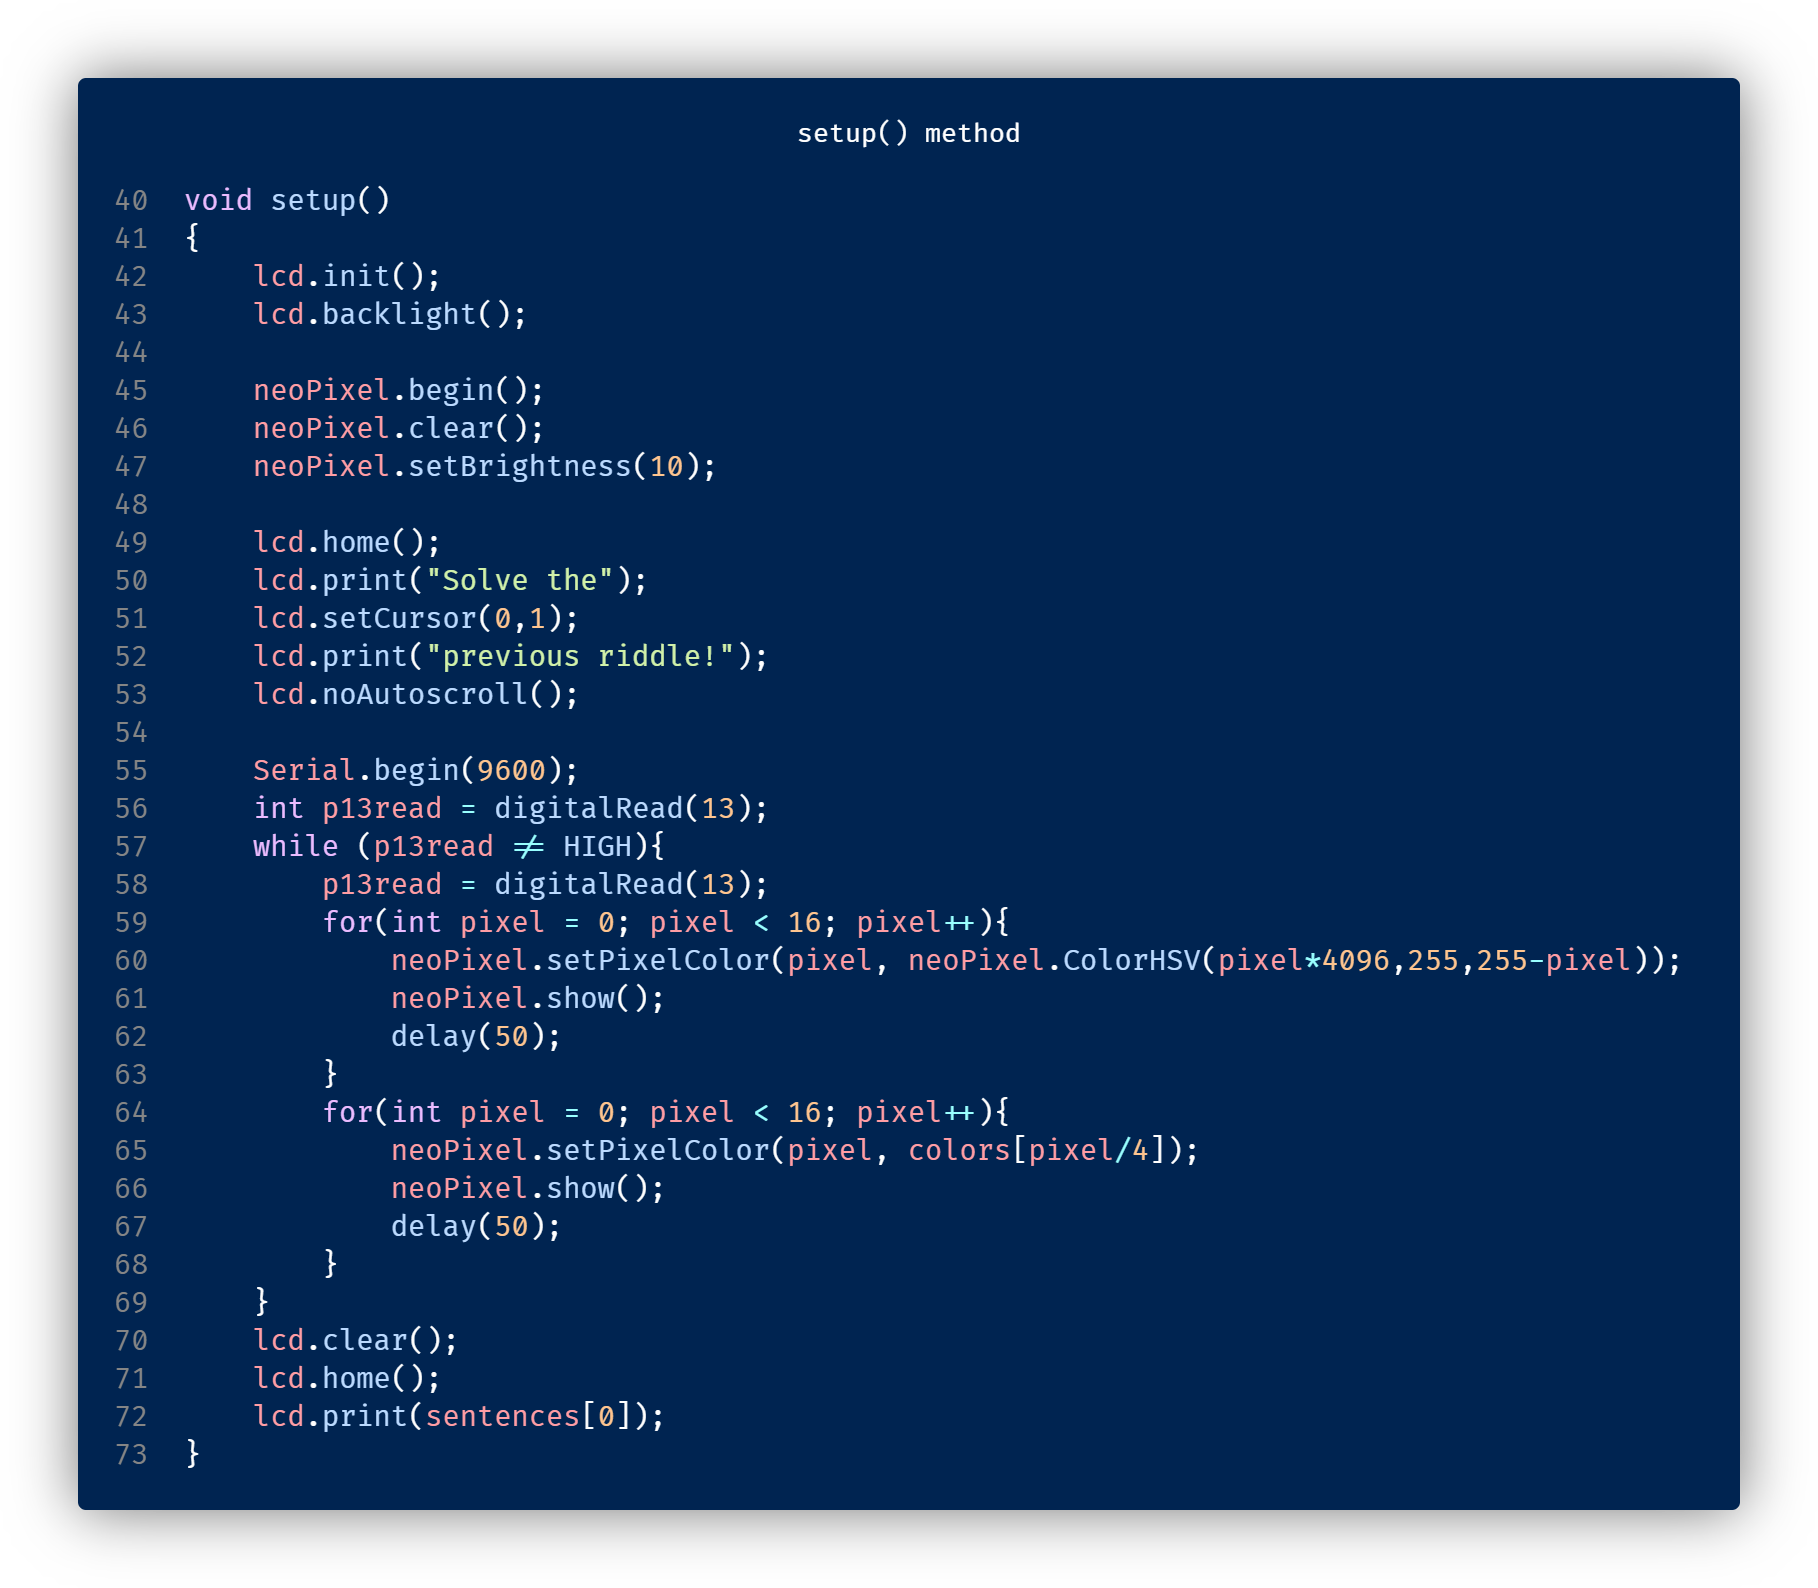 setup() method
40 void setup()
41 {
42     lcd.init();
43     lcd.backlight();
44
45     neoPixel.begin();
46     neoPixel.clear();
47     neoPixel.setBrightness(10);
48
49     lcd.home();
50     lcd.print("Solve the");
51     lcd.setCursor(0,1);
52     lcd.print("previous riddle!");
53     lcd.noAutoscroll();
54
55     Serial.begin(9600);
56     int p13read = digitalRead(13);
57     while (p13read != HIGH){
58         p13read = digitalRead(13);
59         for(int pixel = 0; pixel < 16; pixel++){
60             neoPixel.setPixelColor(pixel, neoPixel.ColorHSV(pixel*4096,255,255-pixel));
61             neoPixel.show();
62             delay(50);
63         }
64         for(int pixel = 0; pixel < 16; pixel++){
65             neoPixel.setPixelColor(pixel, colors[pixel/4]);
66             neoPixel.show();
67             delay(50);
68         }
69     }
70     lcd.clear();
71     lcd.home();
72     lcd.print(sentences[0]);
73 }